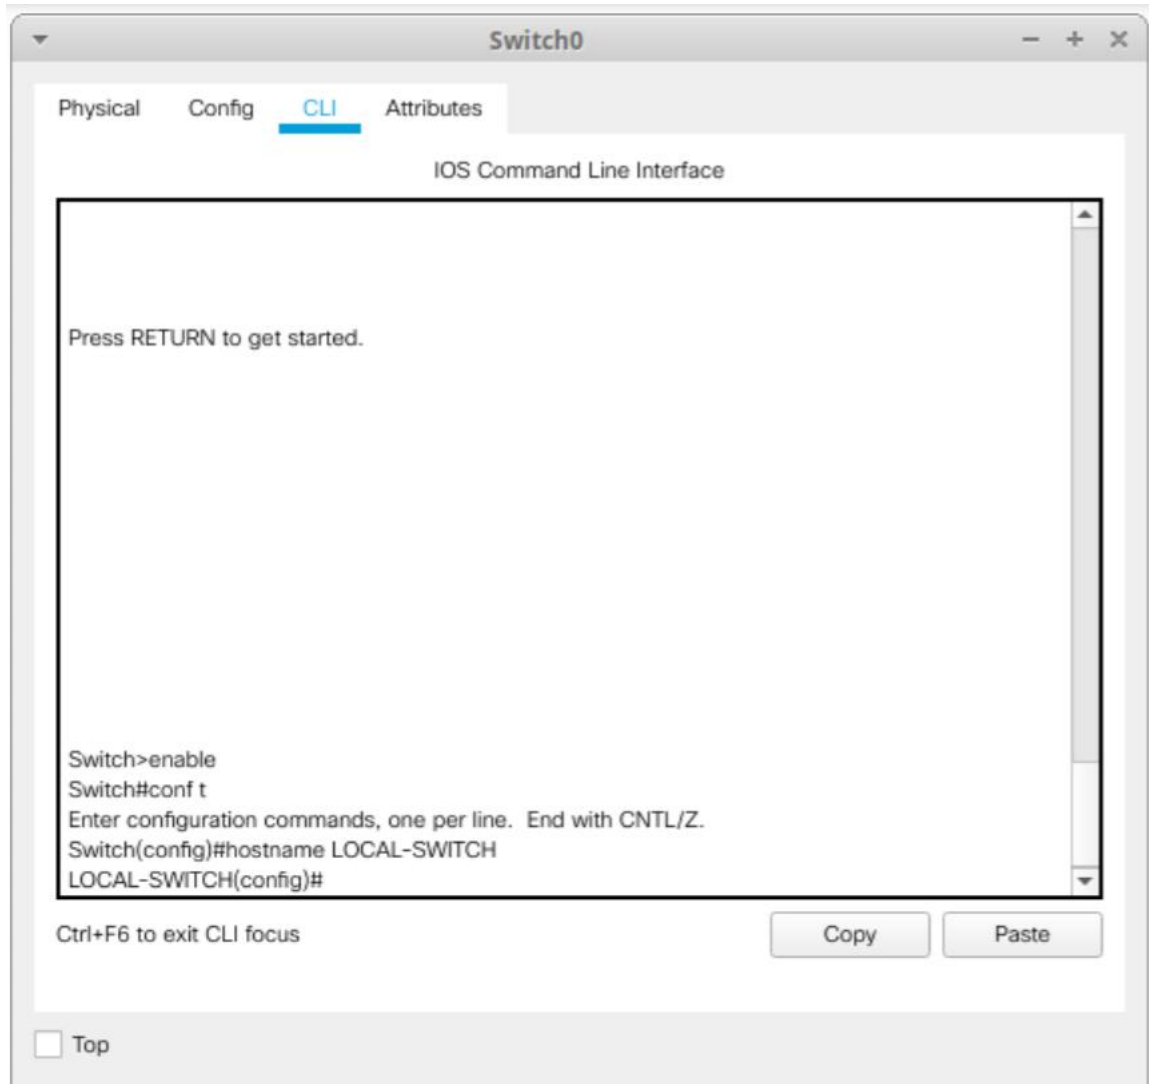 Switch0
Physical Config CLI Attributes
IOS Command Line Interface
Press RETURN to get started.
Switch>enable
Switch#conf t
Enter configuration commands, one per line.  End with CNTL/Z.
Switch(config)#hostname LOCAL-SWITCH
LOCAL-SWITCH(config)#
Ctrl+F6 to exit CLI focus Copy Paste
Top